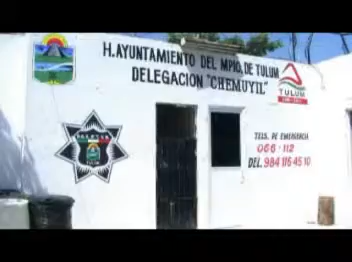 H. AYUNTAMIENTO DEL MPIO. DE TULUM
DELEGACION "CHEMUYIL"
TULUM
TULUM
TELS. DE EMERGENCIA
066 - 112
DEL. 984 116 45 10
TULUM